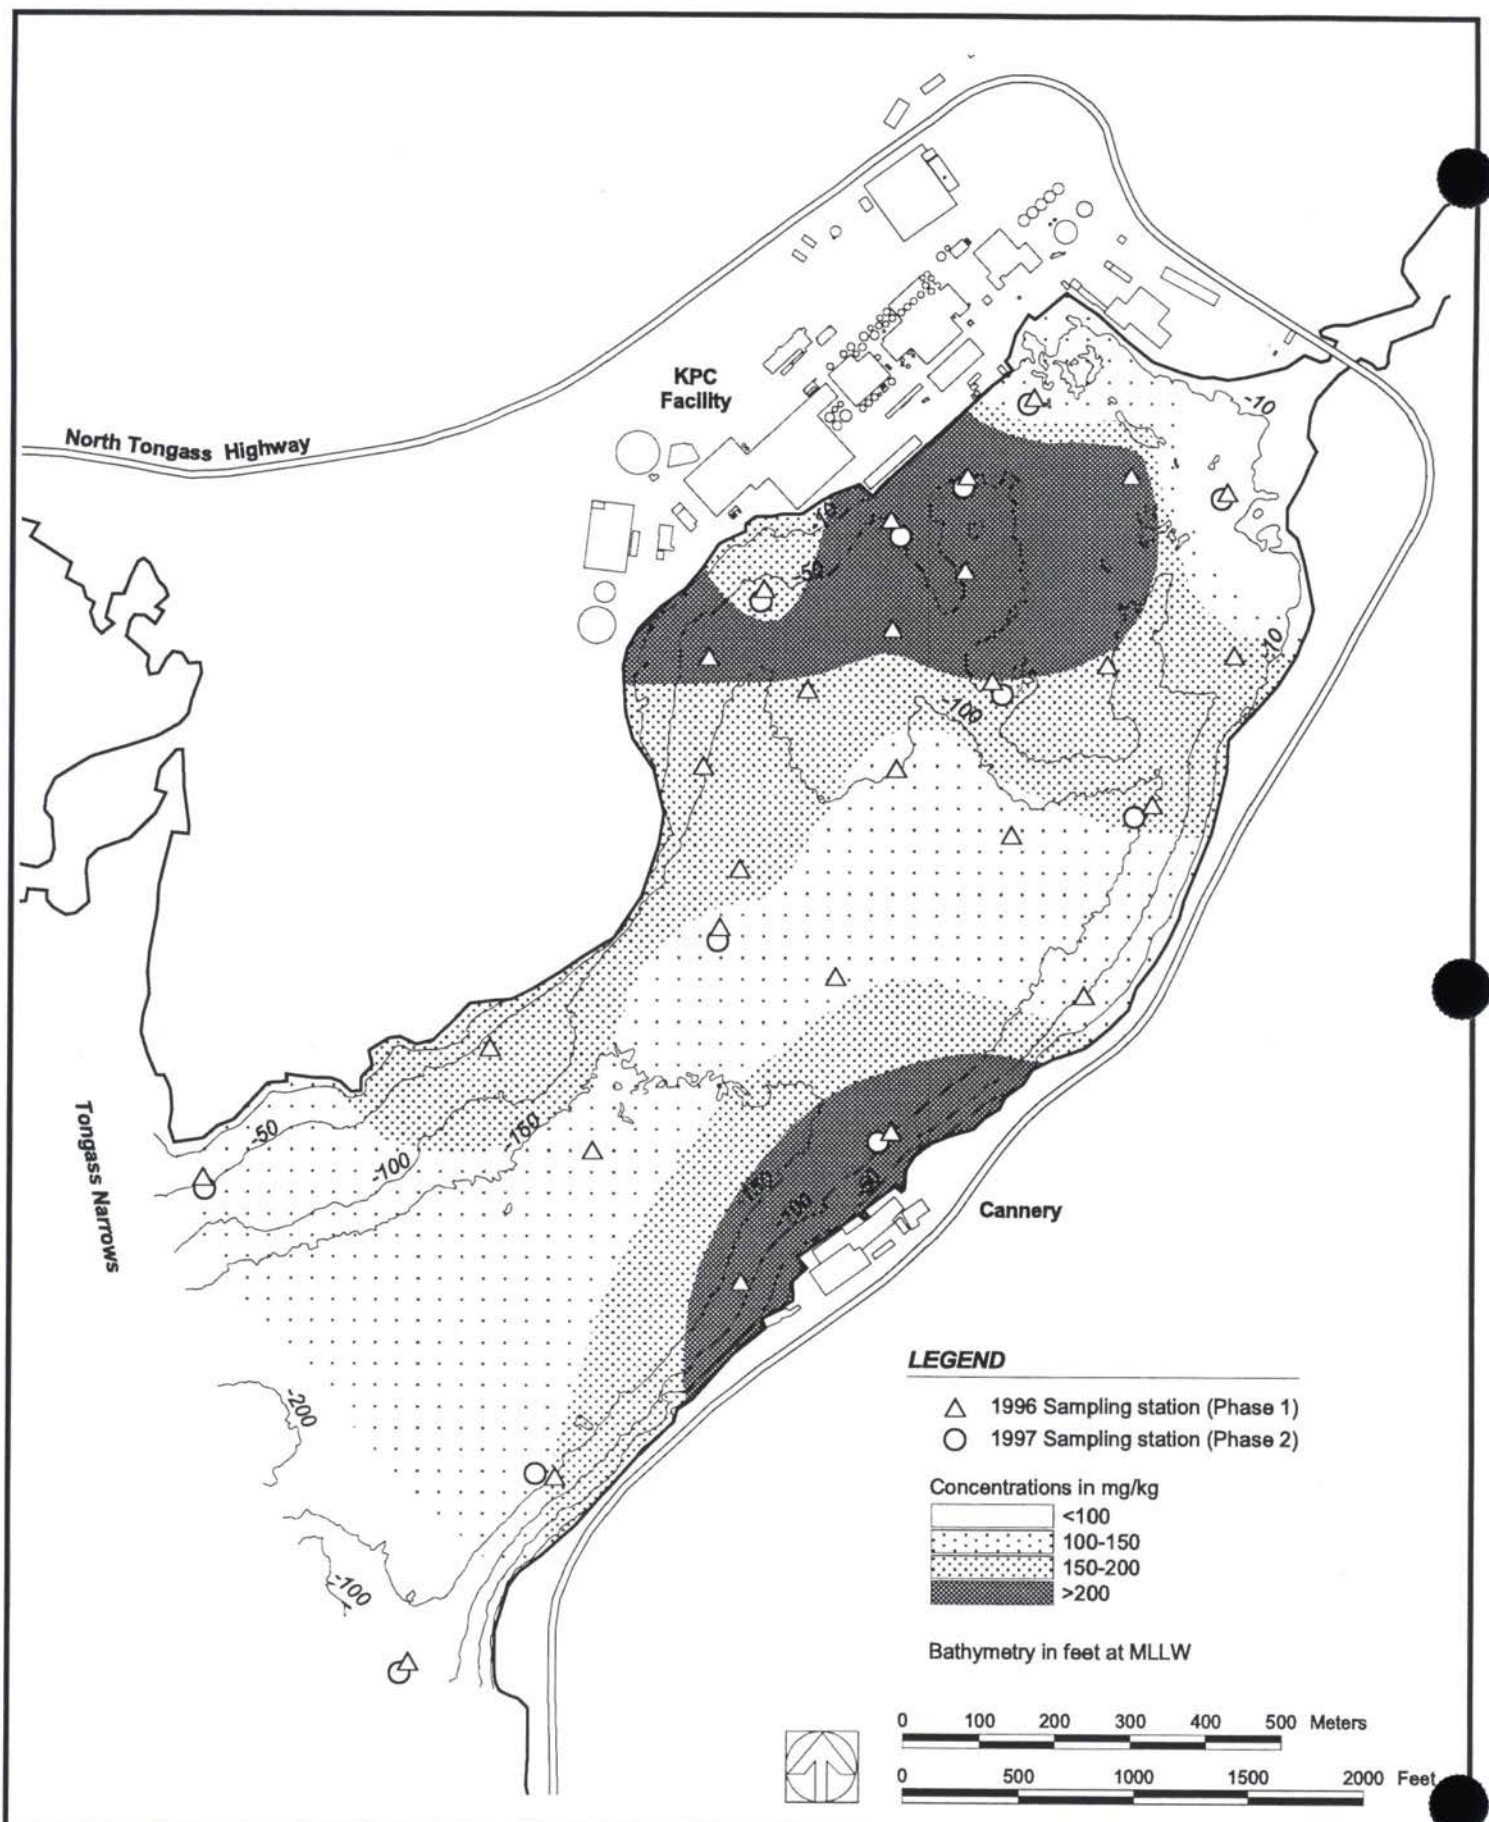 KPC
Facility
North Tongass Highway
-10
-10
-50
-10
-100
-50
-100
-150
Tongass Narrows
150
-100
-50
Cannery
-200
-100
LEGEND
1996 Sampling station (Phase 1)
1997 Sampling station (Phase 2)
Concentrations in mg/kg
<100
100-150
150-200
>200
Bathymetry in feet at MLLW
0 100 200 300 400 500 Meters
0 500 1000 1500 2000 Feet